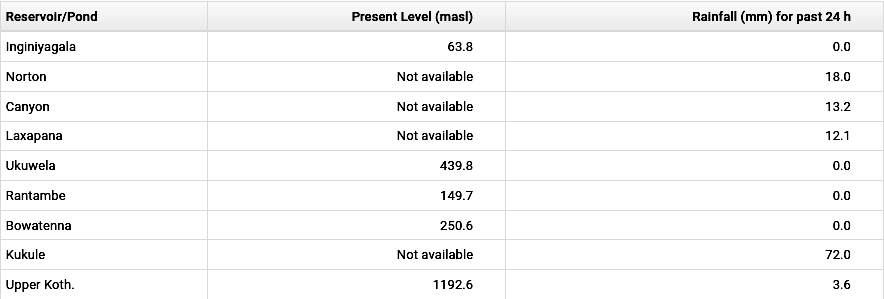 Reservoir/Pond Present Level (masl) Rainfall (mm) for past 24 h
Inginiyagala 63.8 0.0
Norton Not available 18.0
Canyon Not available 13.2
Laxapana Not available 12.1
Ukuwela 439.8 0.0
Rantambe 149.7 0.0
Bowatenna 250.6 0.0
Kukule Not available 72.0
Upper Koth. 1192.6 3.6